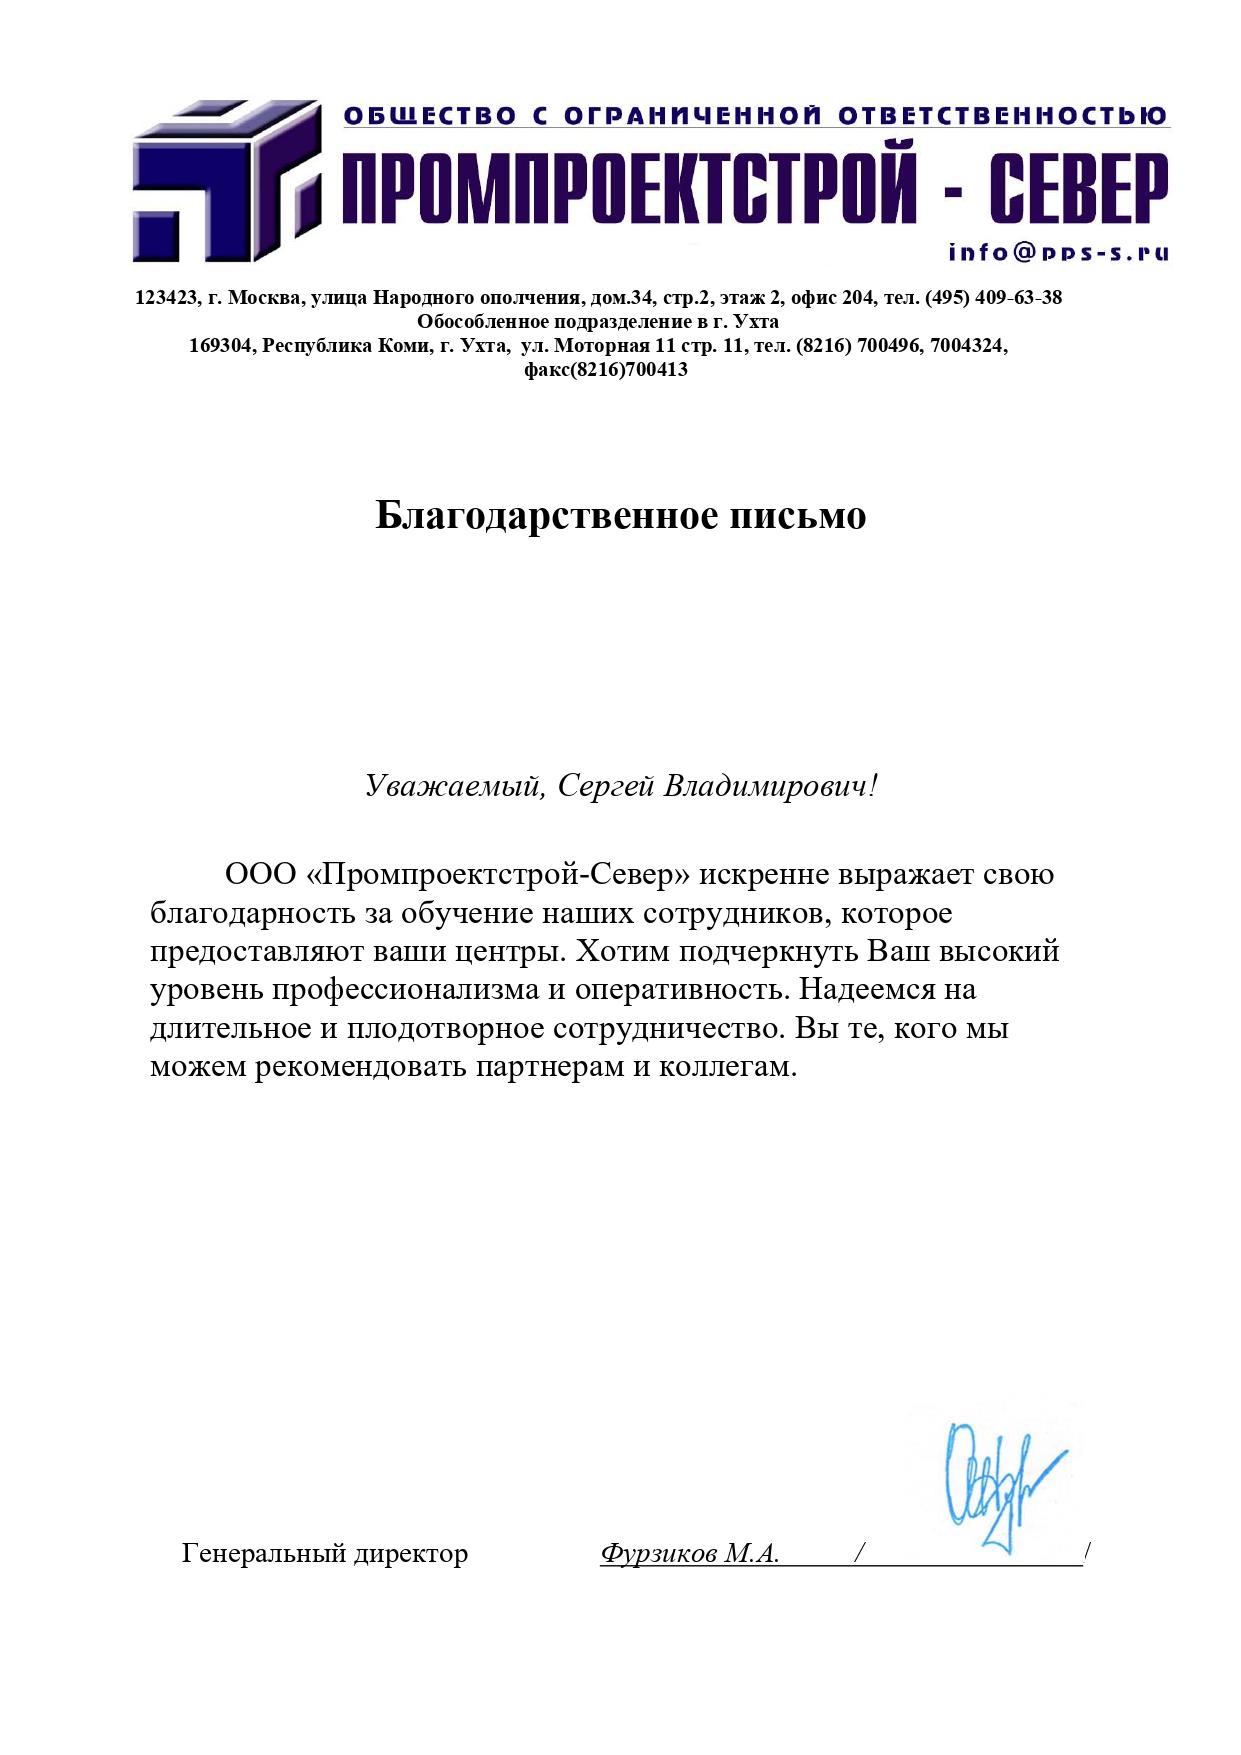 ОБЩЕСТВО С ОГРАНИЧЕННОЙ ОТВЕТСТВЕННОСТЬЮ
ПРОМПРОЕКТСТРОЙ - СЕВЕР
info@pps-s.ru
123423, г. Москва, улица Народного ополчения, дом.34, стр.2, этаж 2, офис 204, тел. (495) 409-63-38
Обособленное подразделение в г. Ухта
169304, Республика Коми, г. Ухта, ул. Моторная 11 стр. 11, тел. (8216) 700496, 7004324,
факс(8216)700413
Благодарственное письмо
Уважаемый, Сергей Владимирович!
ООО «Промпроектстрой-Север» искренне выражает свою
благодарность за обучение наших сотрудников, которое
предоставляют ваши центры. Хотим подчеркнуть Ваш высокий
уровень профессионализма и оперативность. Надеемся на
длительное и плодотворное сотрудничество. Вы те, кого мы
можем рекомендовать партнерам и коллегам.
Генеральный директор Фурзиков М.А. / /